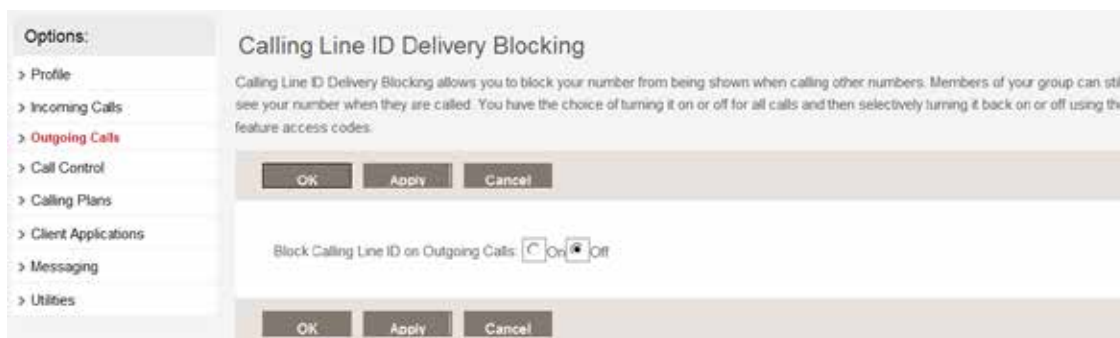 Options:
> Profile
> Incoming Calls
> Outgoing Calls
> Call Control
> Calling Plans
> Client Applications
> Messaging
> Utilities
Calling Line ID Delivery Blocking
Calling Line ID Delivery Blocking allows you to block your number from being shown when calling other numbers. Members of your group can
see your number when they are called. You have the choice of turning it on or off for all calls and then selectively turning it back on or off using
feature access codes.
OK Apply Cancel
Block Calling Line ID on Outgoing Calls: On Off
OK Apply Cancel